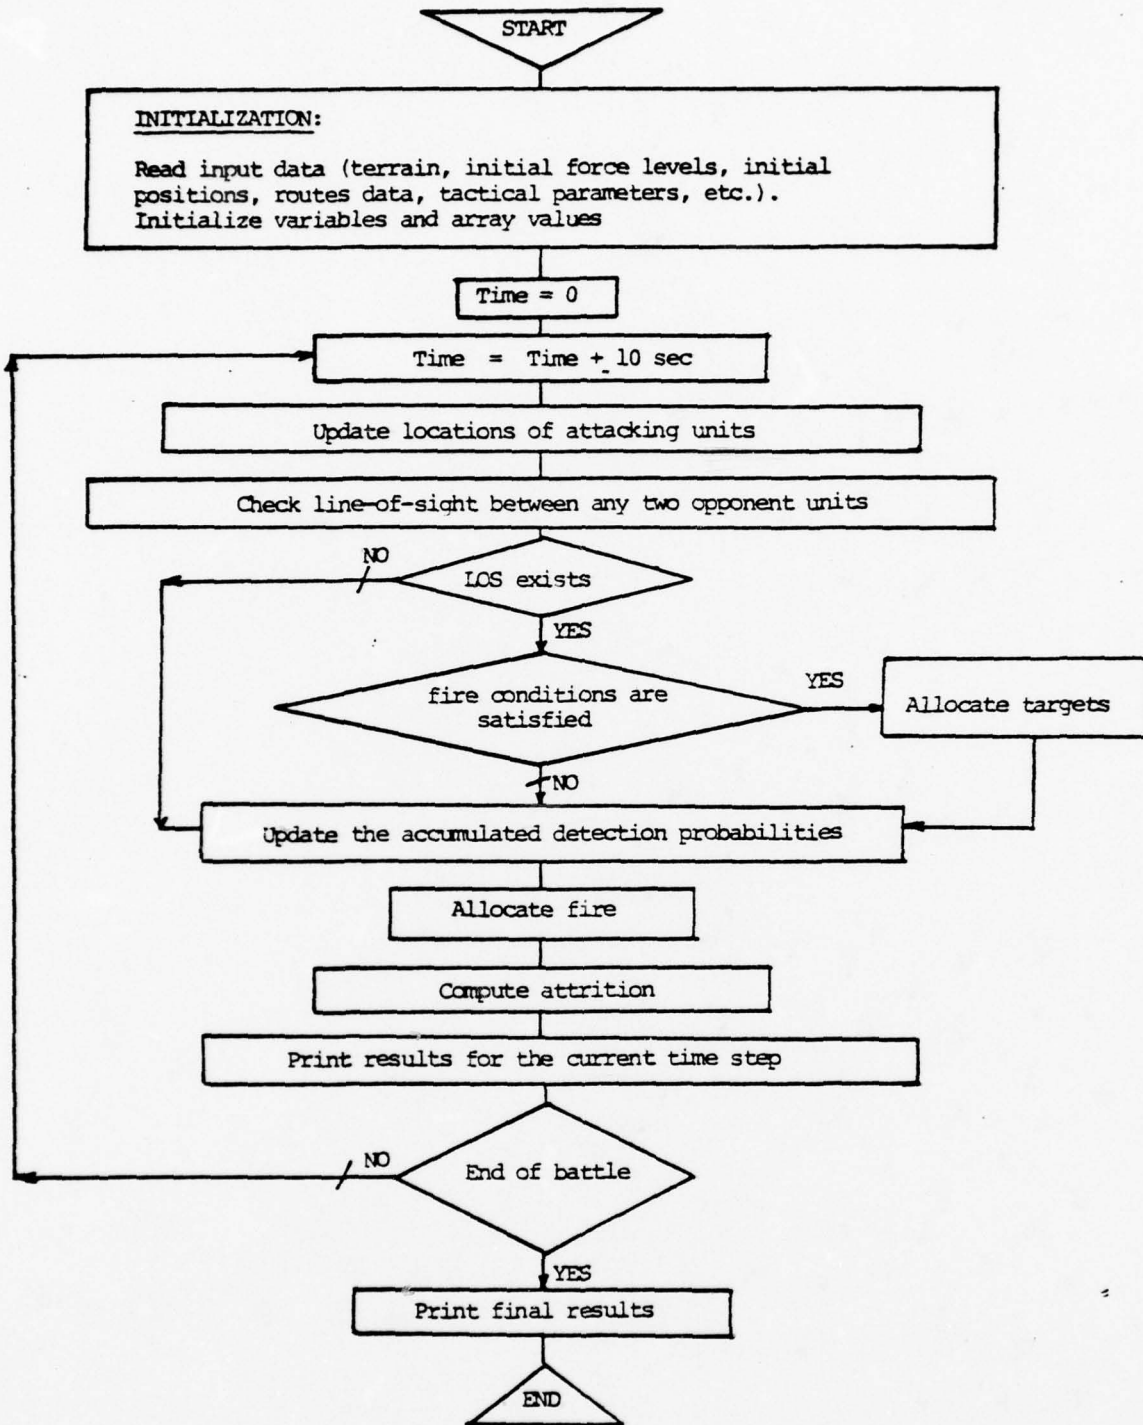 START
INITIALIZATION:
Read input data (terrain, initial force levels, initial
positions, routes data, tactical parameters, etc.).
Initialize variables and array values
Time = 0
Time = Time + 10 sec
Update locations of attacking units
Check line-of-sight between any two opponent units
NO
LOS exists
YES
fire conditions are
satisfied
YES
Allocate targets
NO
Update the accumulated detection probabilities
Allocate fire
Compute attrition
Print results for the current time step
NO
End of battle
YES
Print final results
END